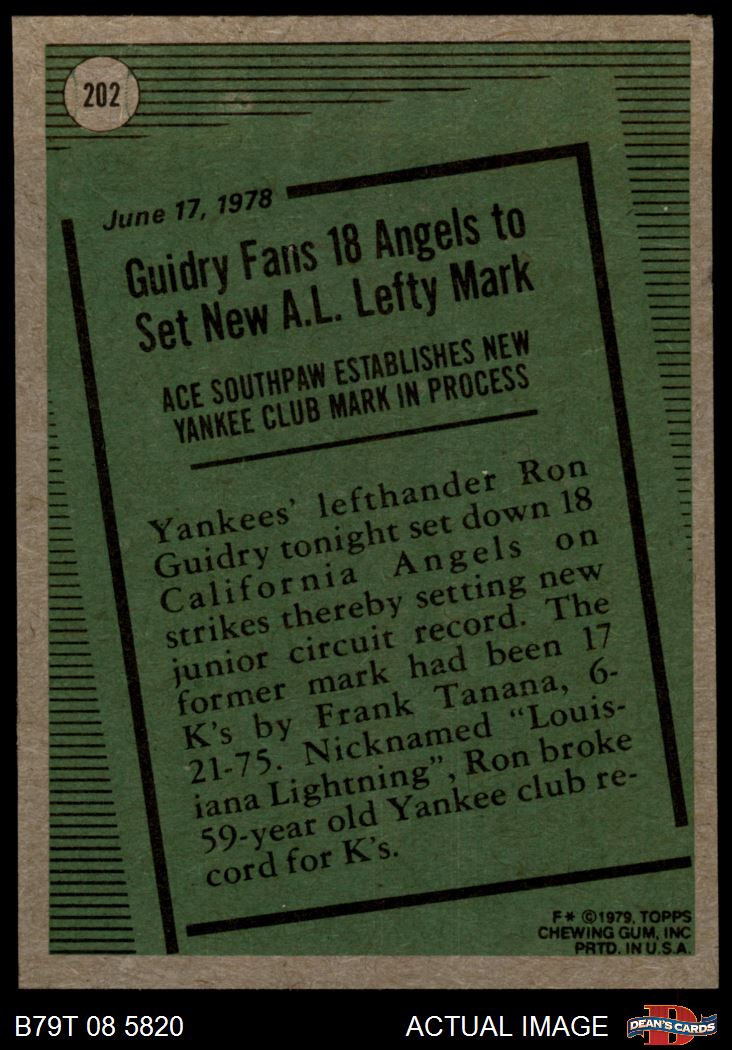 202
June 17, 1978
Guidry Fans 18 Angels to
Set New A.L. Lefty Mark
ACE SOUTHPAW ESTABLISHES NEW
YANKEE CLUB MARK IN PROCESS
Yankees' lefthander Ron
Guidry tonight set down 18
California Angels on
strikes thereby setting new
junior circuit record. The
former mark had been 17
K's by Frank Tanana, 6-
21-75. Nicknamed "Louis-
iana Lightning", Ron broke
59-year old Yankee club re-
cord for K's.
F* ©1979, TOPPS
CHEWING GUM, INC
PRTD. IN U.S.A.
B79T 08 5820
ACTUAL IMAGE
D
DEAN'S CARDS